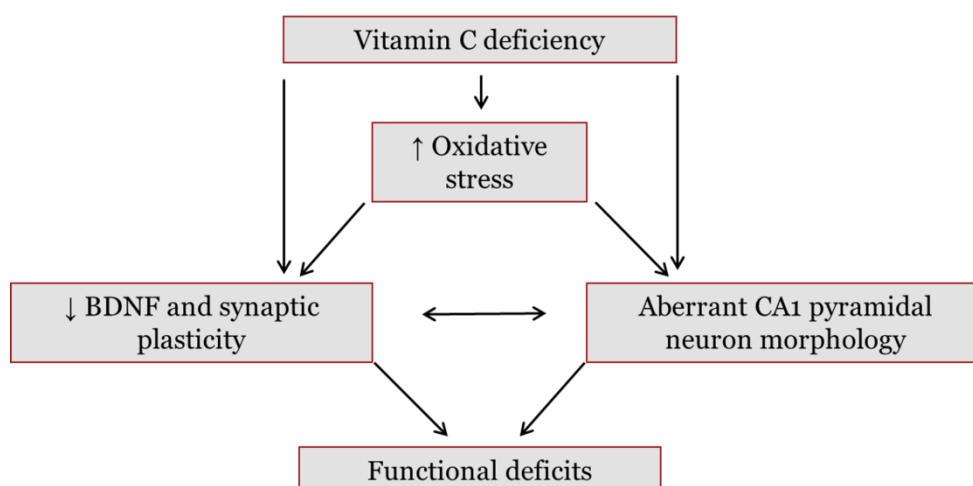 Vitamin C deficiency
↑ Oxidative
stress
↓ BDNF and synaptic
plasticity
Aberrant CA1 pyramidal
neuron morphology
Functional deficits